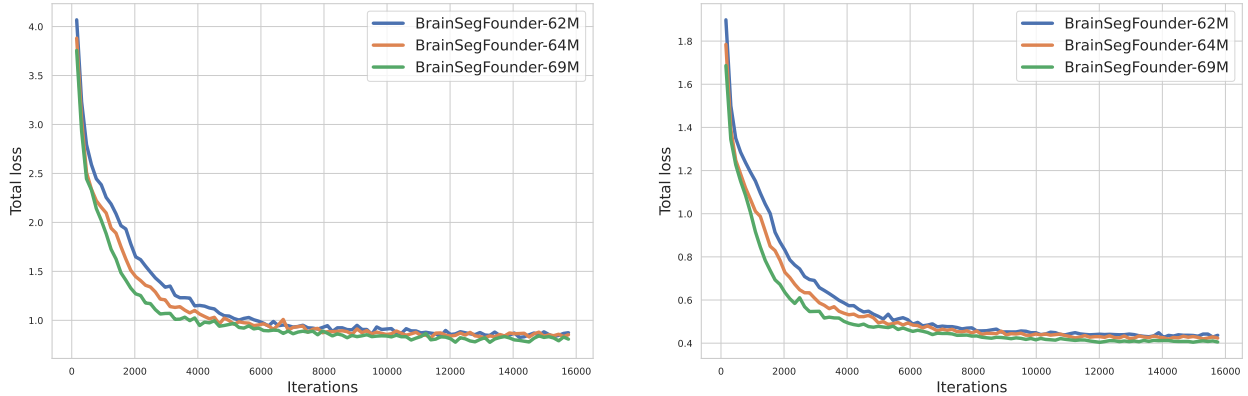 BrainSegFounder-62M
BrainSegFounder-64M
BrainSegFounder-69M
4.0
3.5
3.0
2.5
2.0
1.5
1.0
Total loss
0 2000 4000 6000 8000 10000 12000 14000 16000
Iterations
BrainSegFounder-62M
BrainSegFounder-64M
BrainSegFounder-69M
1.8
1.6
1.4
1.2
1.0
0.8
0.6
0.4
Total loss
0 2000 4000 6000 8000 10000 12000 14000 16000
Iterations